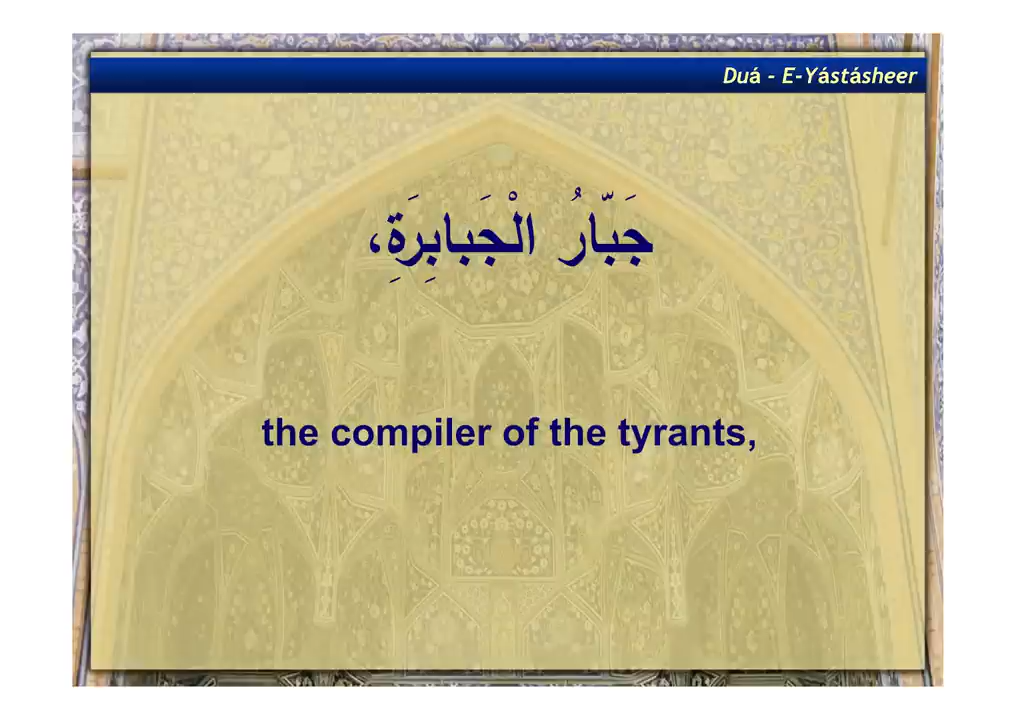 Duá - E-Yástásheer
جَبّارُ الْجَبابِرَةِ،
the compiler of the tyrants,